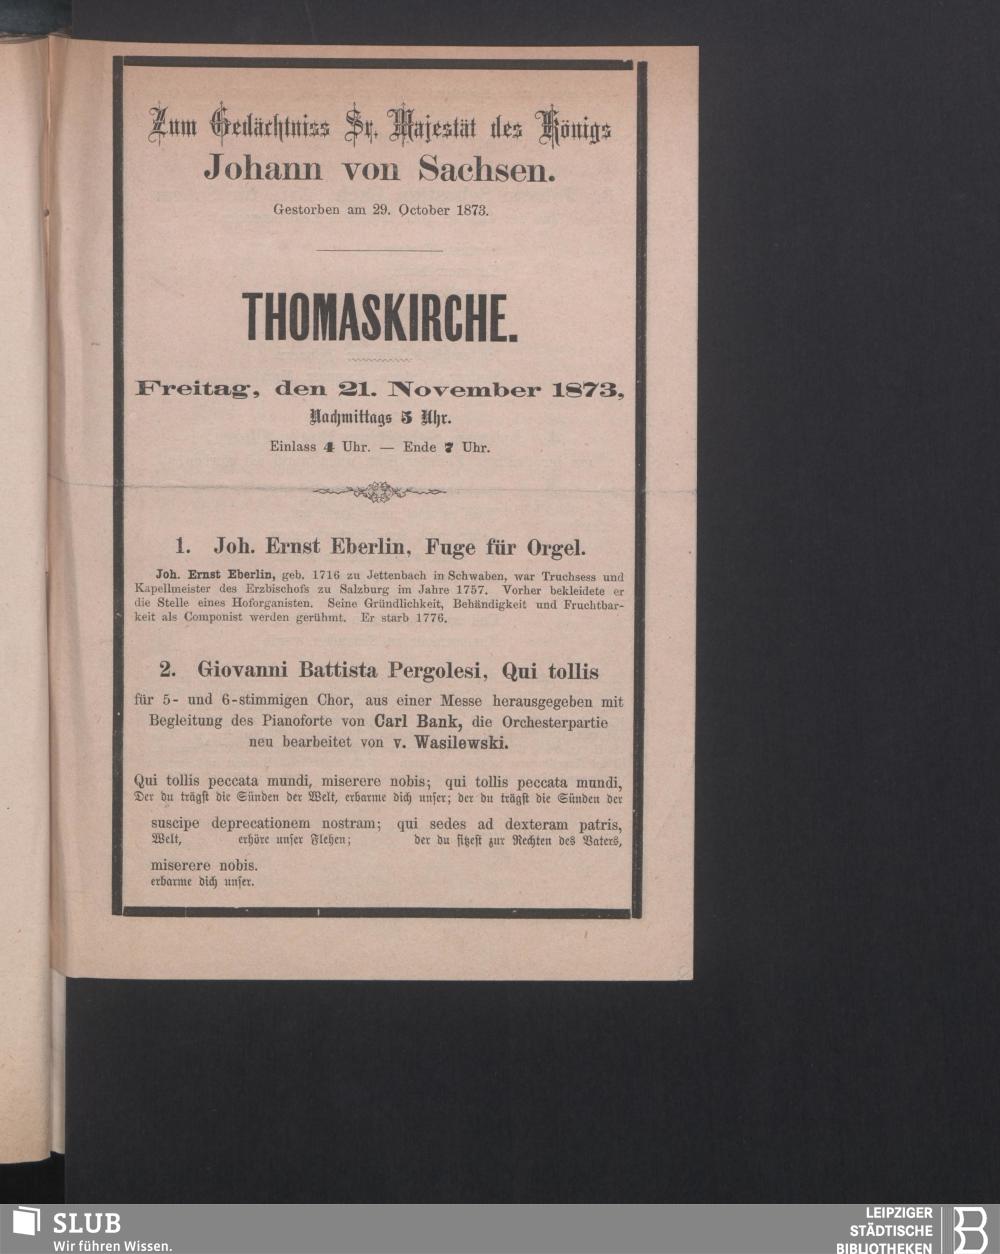 Zum Gedächtniss Sr. Majestät des Königs
Johann von Sachsen.
Gestorben am 29. October 1873.
THOMASKIRCHE.
Freitag, den 21. November 1873,
Nachmittags 5 Uhr.
Einlass 4 Uhr. — Ende 7 Uhr.
1. Joh. Ernst Eberlin, Fuge für Orgel.
Joh. Ernst Eberlin, geb. 1716 zu Jettenbach in Schwaben, war Truchsess und
Kapellmeister des Erzbischofs zu Salzburg im Jahre 1757. Vorher bekleidete er
die Stelle eines Hoforganisten. Seine Gründlichkeit, Behändigkeit und Fruchtbar-
keit als Componist werden gerühmt. Er starb 1776.
2. Giovanni Battista Pergolesi, Qui tollis
für 5- und 6-stimmigen Chor, aus einer Messe herausgegeben mit
Begleitung des Pianoforte von Carl Bank, die Orchesterpartie
neu bearbeitet von v. Wasilewski.
Qui tollis peccata mundi, miserere nobis; qui tollis peccata mundi,
Der du trägst die Sünden der Welt, erbarme dich unser; der du trägst die Sünden der
suscipe deprecationem nostram; qui sedes ad dexteram patris,
Welt, erhöre unser Flehen; der du sitzest zur Rechten des Vaters,
miserere nobis.
erbarme dich unser.
SLUB
Wir führen Wissen.
LEIPZIGER
STÄDTISCHE
BIBLIOTHEKEN